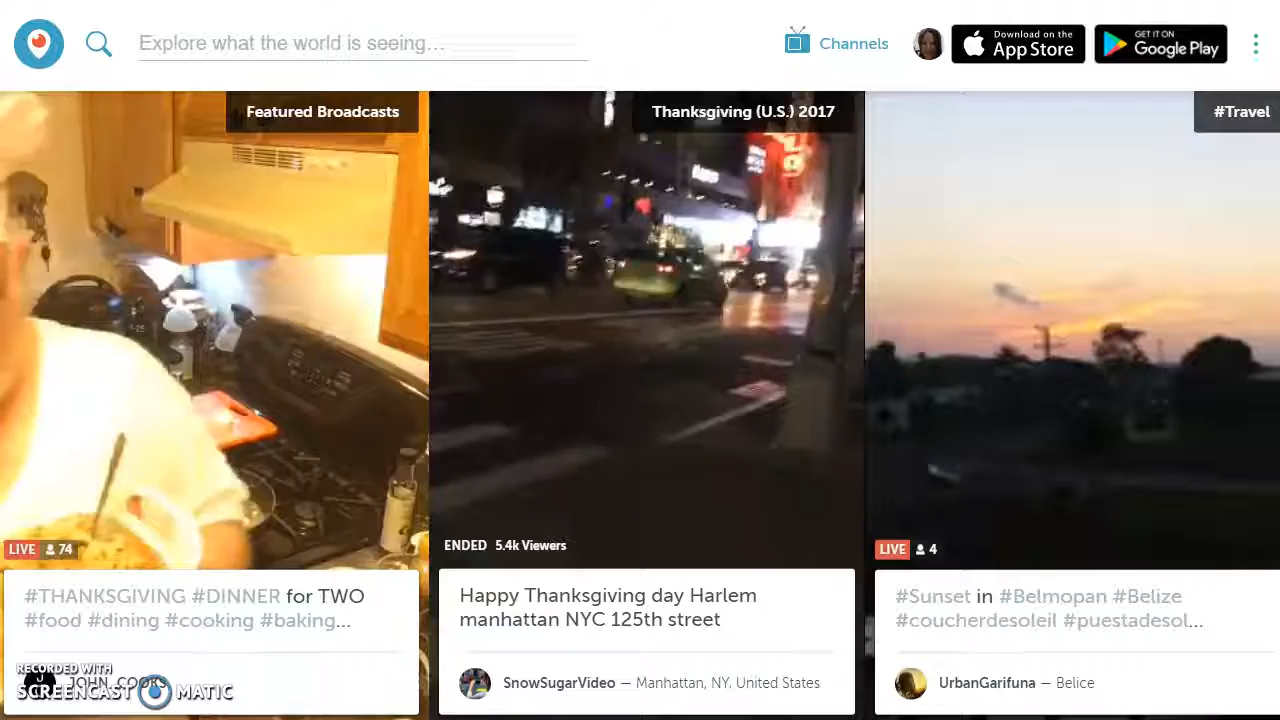 Explore what the world is seeing...
Channels
Download on the
App Store
GET IT ON
Google Play
Featured Broadcasts
Thanksgiving (U.S.) 2017
#Travel
LIVE 74
ENDED 5.4k Viewers
LIVE 4
#THANKSGIVING #DINNER for TWO
#food #dining #cooking #baking...
Happy Thanksgiving day Harlem
manhattan NYC 125th street
#Sunset in #Belmopan #Belize
#coucherdesoleil #puestadesol...
JOHN_COOKS
SnowSugarVideo — Manhattan, NY, United States
UrbanGarifuna — Belice
RECORDED WITH
SCREENCAST MATIC